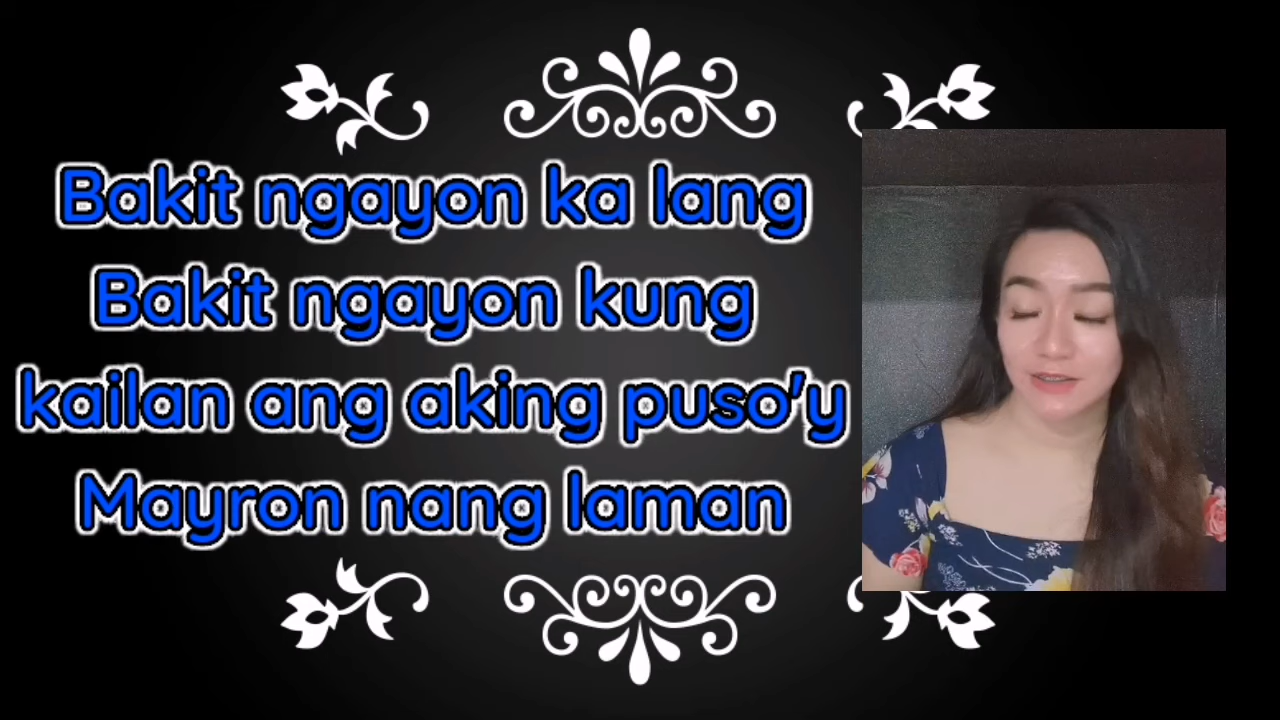 Bakit ngayon ka lang
Bakit ngayon kung
kailan ang aking puso'y
Mayron nang laman